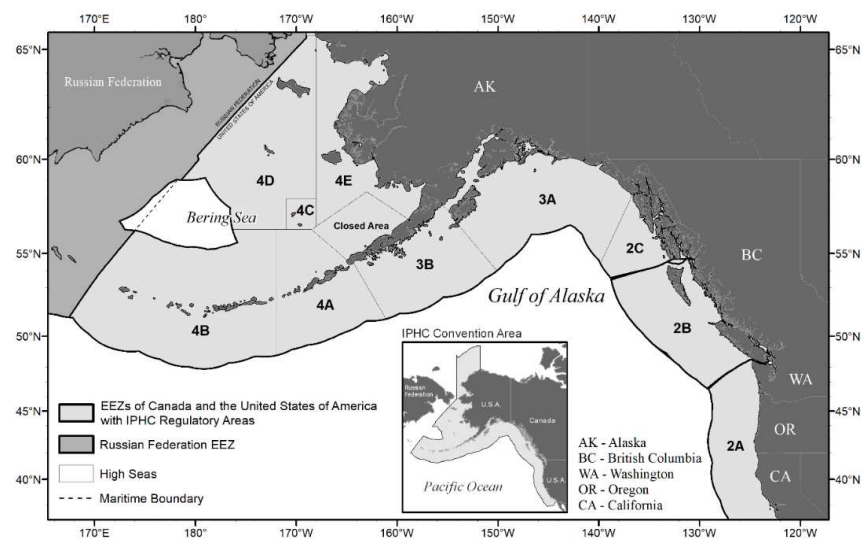 170°E
180°
170°W
160°W
150°W
140°W
130°W
120°W
65°N
65°N
Russian Federation
RUSSIAN FEDERATION
UNITED STATES OF AMERICA
AK
60°N
60°N
4D
4E
4C
3A
Bering Sea
Closed Area
2C
BC
55°N
55°N
3B
4A
Gulf of Alaska
4B
2B
50°N
50°N
IPHC Convention Area
Russian
Federation
U.S.A.
Canada
U.S.A.
Pacific Ocean
WA
EEZs of Canada and the United States of America
with IPHC Regulatory Areas
Russian Federation EEZ
High Seas
Maritime Boundary
45°N
45°N
OR
2A
AK - Alaska
BC - British Columbia
WA - Washington
OR - Oregon
CA - California
40°N
40°N
CA
170°E
180°
170°W
160°W
150°W
140°W
130°W
120°W